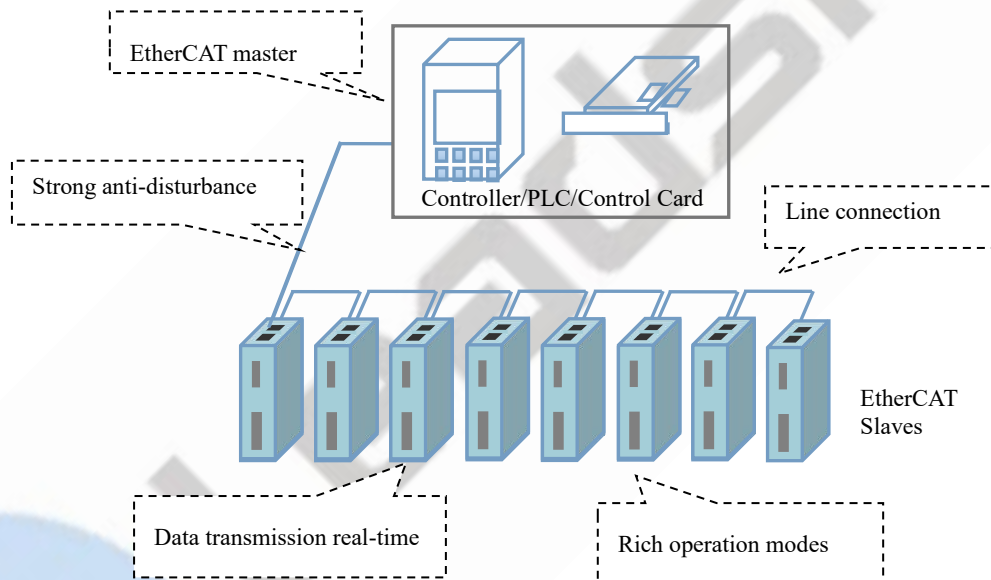 EtherCAT master
Controller/PLC/Control Card
Strong anti-disturbance
Line connection
EtherCAT
Slaves
Data transmission real-time
Rich operation modes